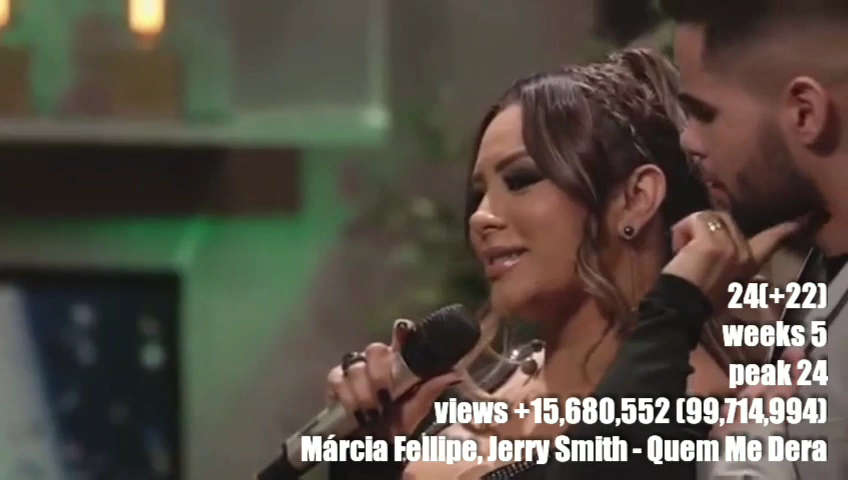 24(+22)
weeks 5
peak 24
views +15,680,552 (99,714,994)
Márcia Fellipe, Jerry Smith - Quem Me Dera